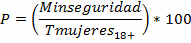 P = (Minseguridad / Tmujeres₁₈₊) * 100